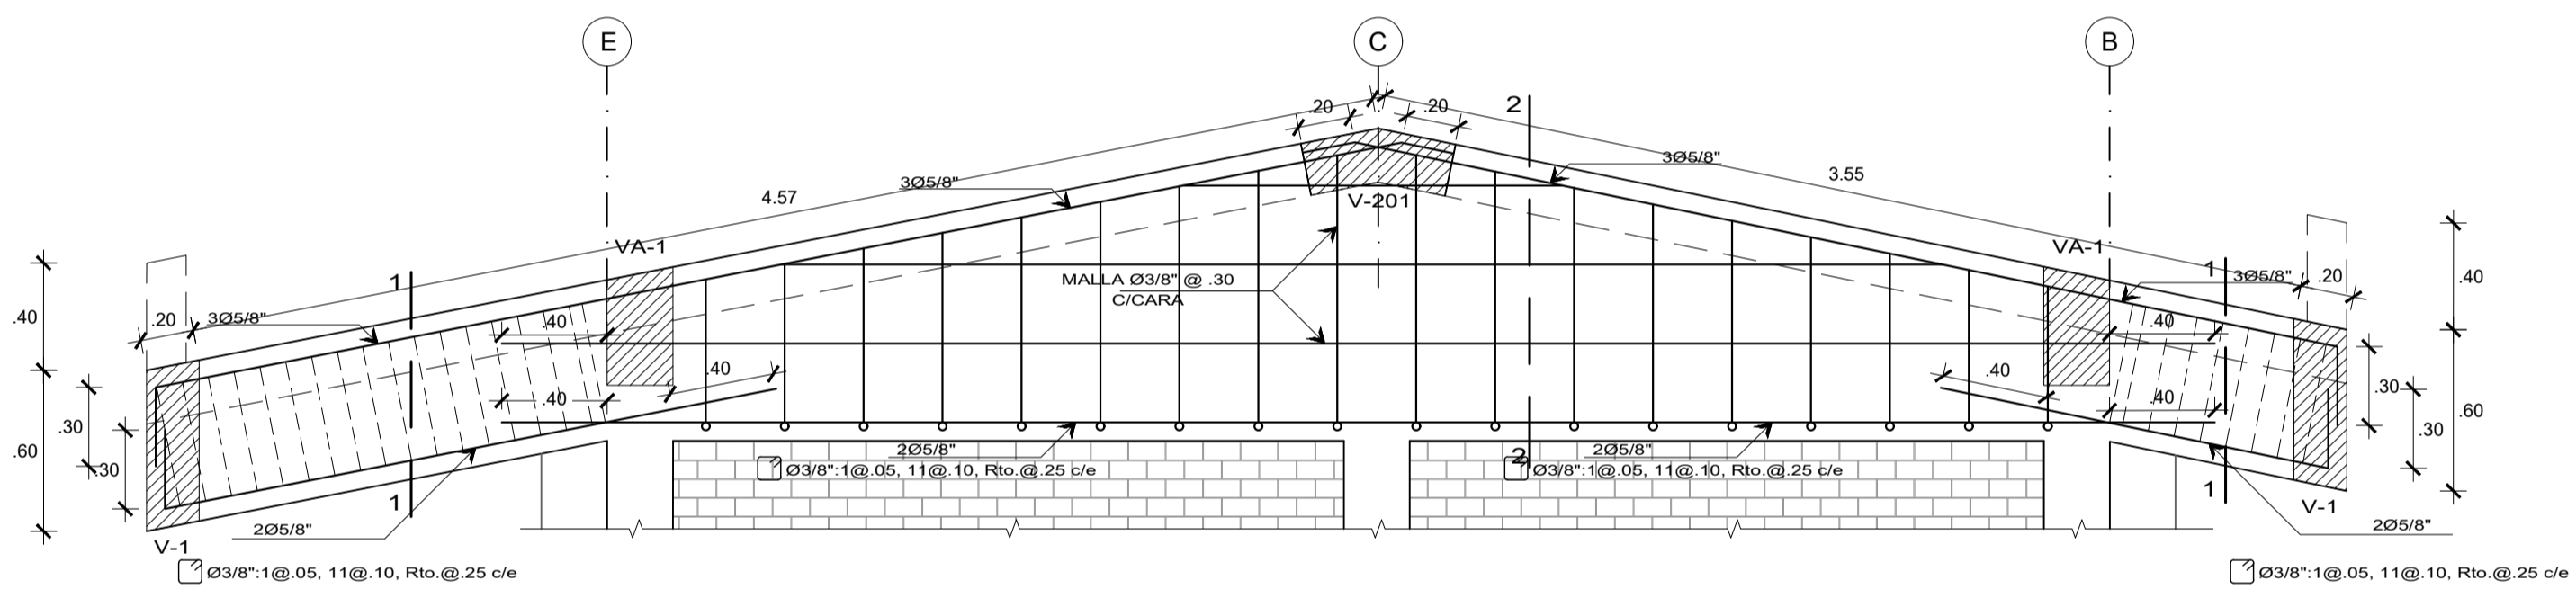 E
C
B
.20
.20
2
3Ø5/8"
3Ø5/8"
4.57
3.55
V-201
VA-1
VA-1
1
1
3Ø5/8"
.20
.40
MALLA Ø3/8" @ .30
C/CARA
.40
.20
3Ø5/8"
.40
.40
.40
.40
.30
.40
.40
.60
.30
.60
.30
.30
2Ø5/8"
2Ø5/8"
2
Ø3/8":1@.05, 11@.10, Rto.@.25 c/e
Ø3/8":1@.05, 11@.10, Rto.@.25 c/e
1
1
2Ø5/8"
V-1
V-1
2Ø5/8"
Ø3/8":1@.05, 11@.10, Rto.@.25 c/e
Ø3/8":1@.05, 11@.10, Rto.@.25 c/e